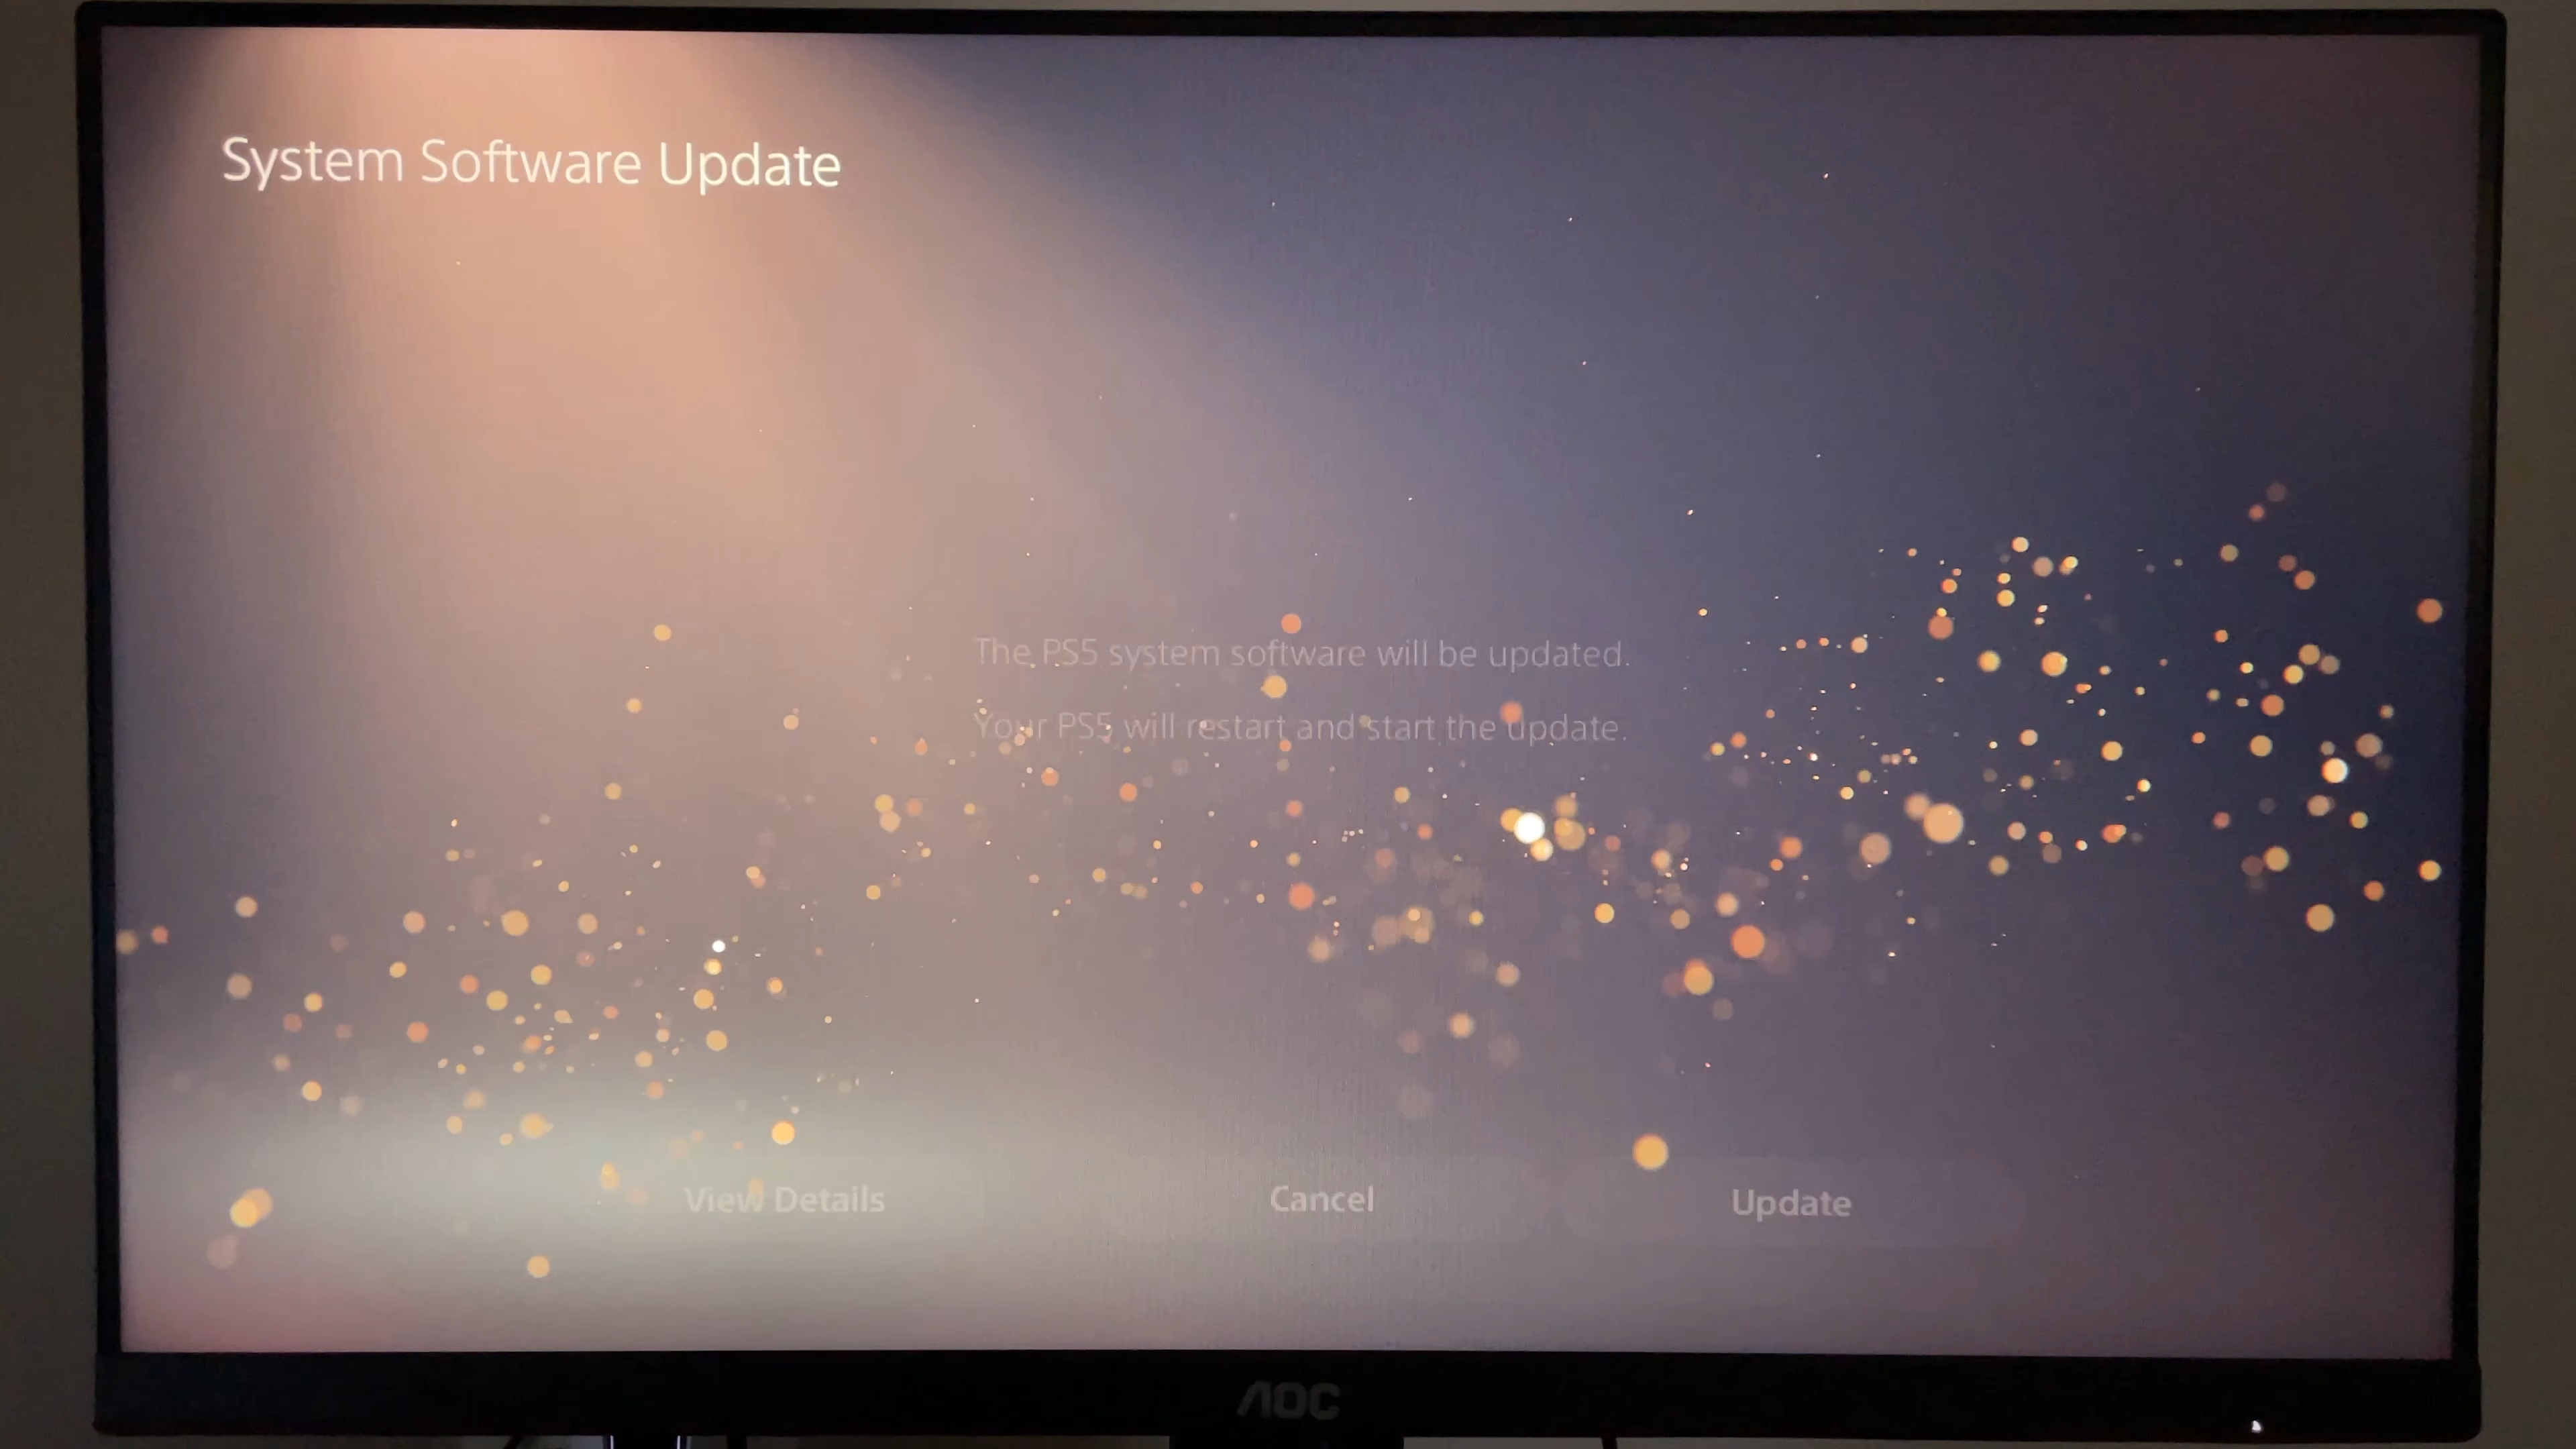 System Software Update
The PS5 system software will be updated.
Your PS5 will restart and start the update.
View Details
Cancel
Update
AOC